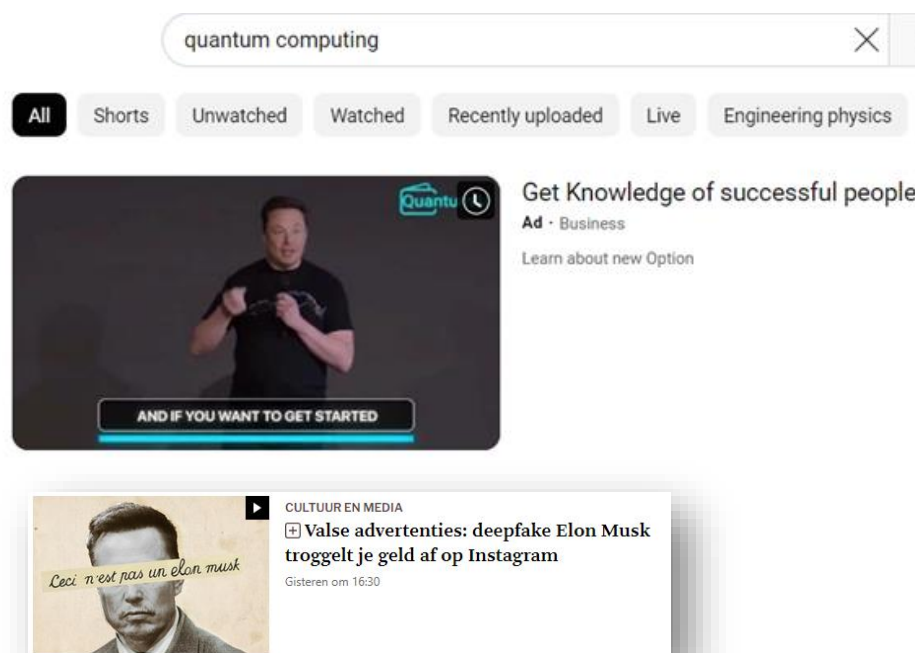 quantum computing
All Shorts Unwatched Watched Recently uploaded Live Engineering physics
Quantu
Get Knowledge of successful people
Ad · Business
Learn about new Option
AND IF YOU WANT TO GET STARTED
CULTUUR EN MEDIA
Valse advertenties: deepfake Elon Musk
troggelt je geld af op Instagram
Gisteren om 16:30
Ceci n'est pas un elon musk